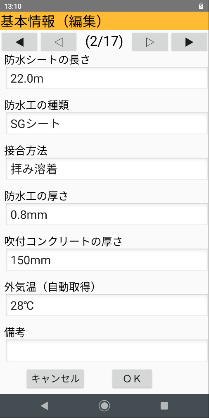 13:10
基本情報（編集）
(2/17)
防水シートの長さ
22.0m
防水工の種類
SGシート
接合方法
拝み溶着
防水工の厚さ
0.8mm
吹付コンクリートの厚さ
150mm
外気温（自動取得）
28℃
備考
キャンセル ＯＫ